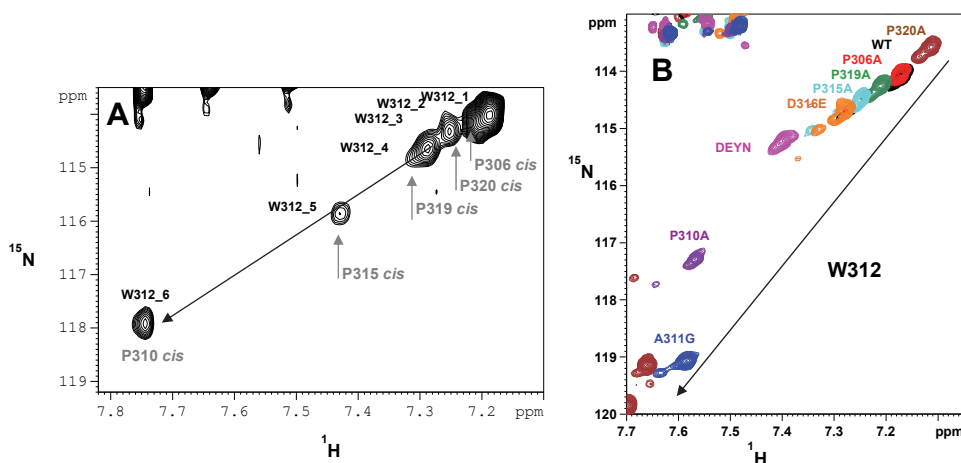 A
ppm
115
116
117
118
119
¹⁵N
W312_1
W312_2
W312_3
W312_4
W312_5
W312_6
P306 cis
P320 cis
P319 cis
P315 cis
P310 cis
7.8 7.7 7.6 7.5 7.4 7.3 7.2 ppm
¹H
B
ppm
114
115
116
117
118
119
120
¹⁵N
P320A
WT
P306A
P319A
P315A
D316E
DEYN
P310A
W312
A311G
7.7 7.6 7.5 7.4 7.3 7.2 ppm
¹H